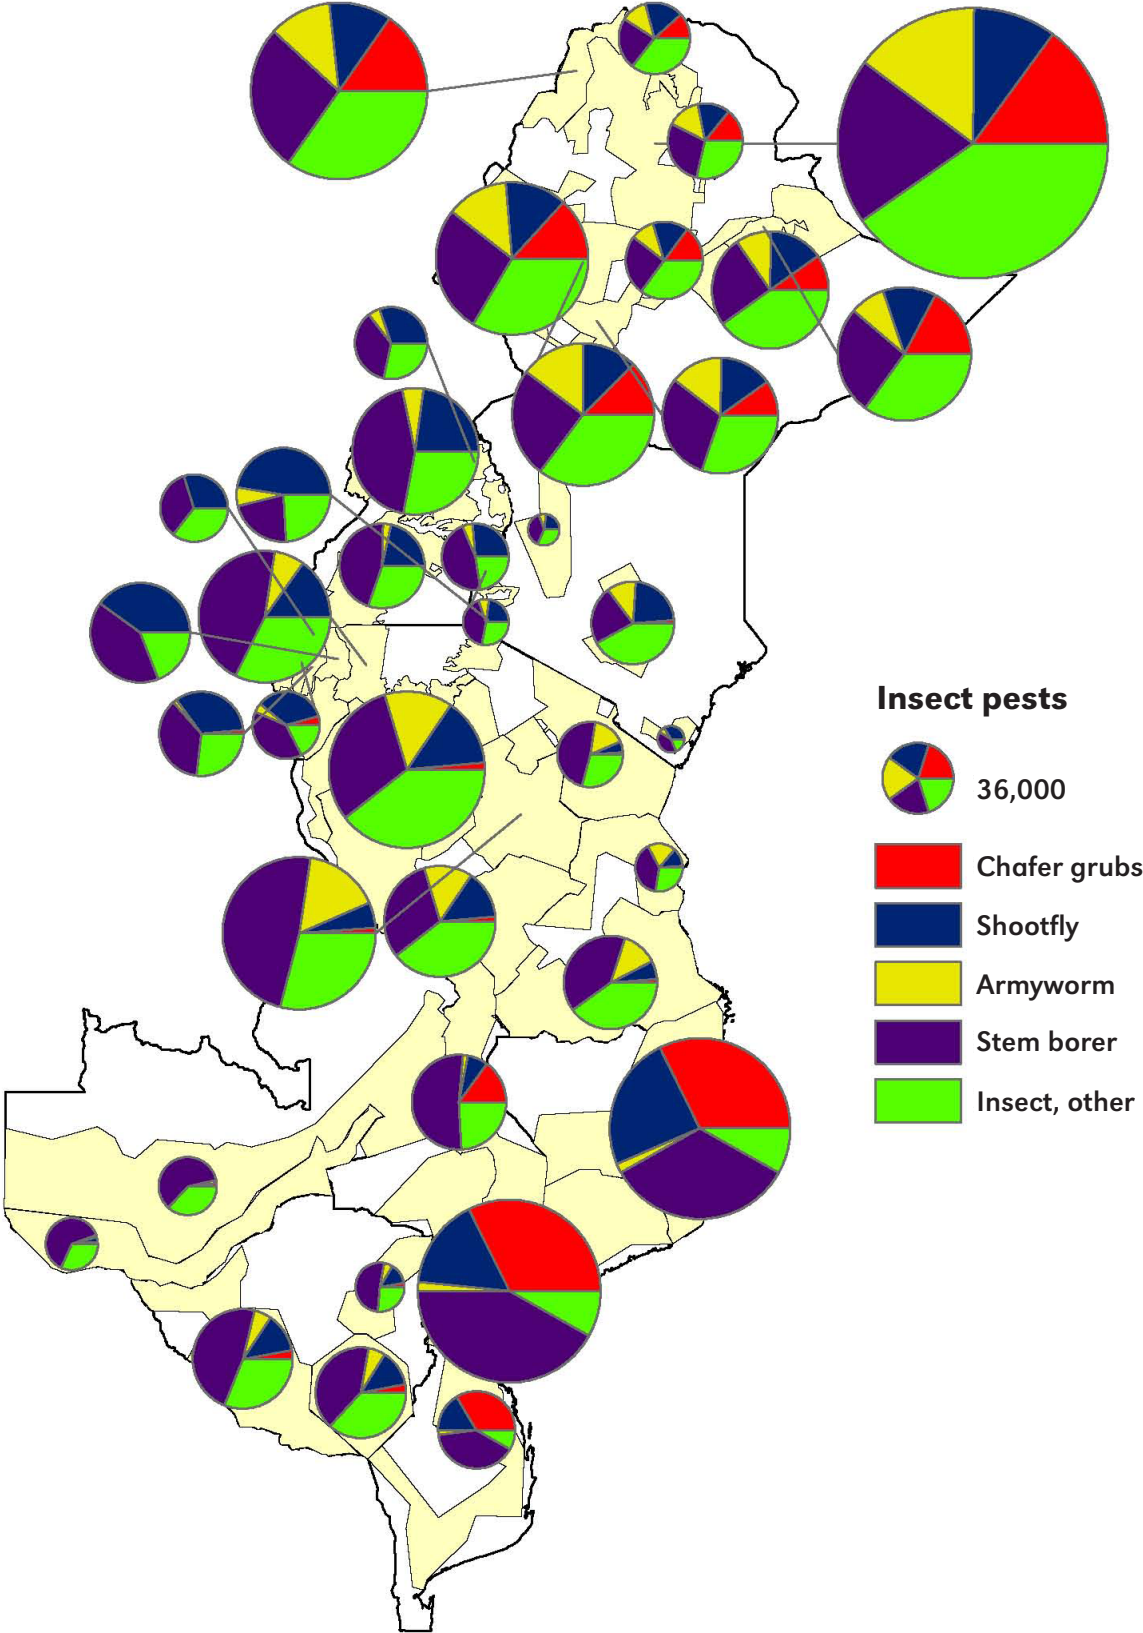 Insect pests
36,000
Chafer grubs
Shootfly
Armyworm
Stem borer
Insect, other